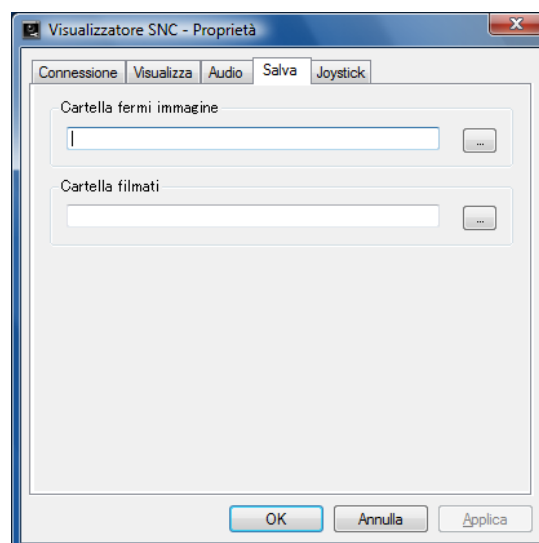 Visualizzatore SNC - Proprietà
Connessione Visualizza Audio Salva Joystick
Cartella fermi immagine
...
Cartella filmati
...
OK Annulla Applica